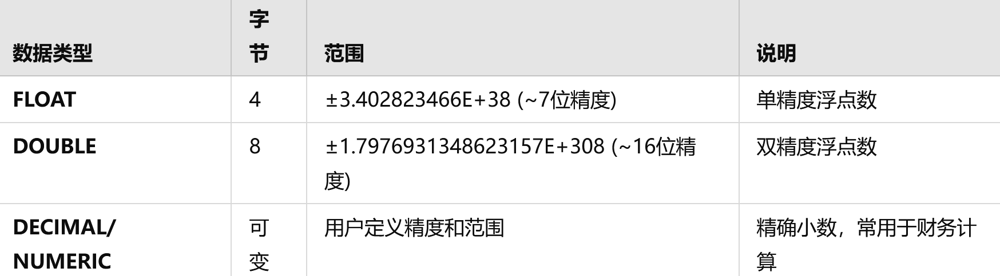 数据类型 字节 范围 说明
FLOAT 4 ±3.402823466E+38 (~7位精度) 单精度浮点数
DOUBLE 8 ±1.7976931348623157E+308 (~16位精 双精度浮点数
度)
DECIMAL/ 可 用户定义精度和范围 精确小数，常用于财务计
NUMERIC 变 算